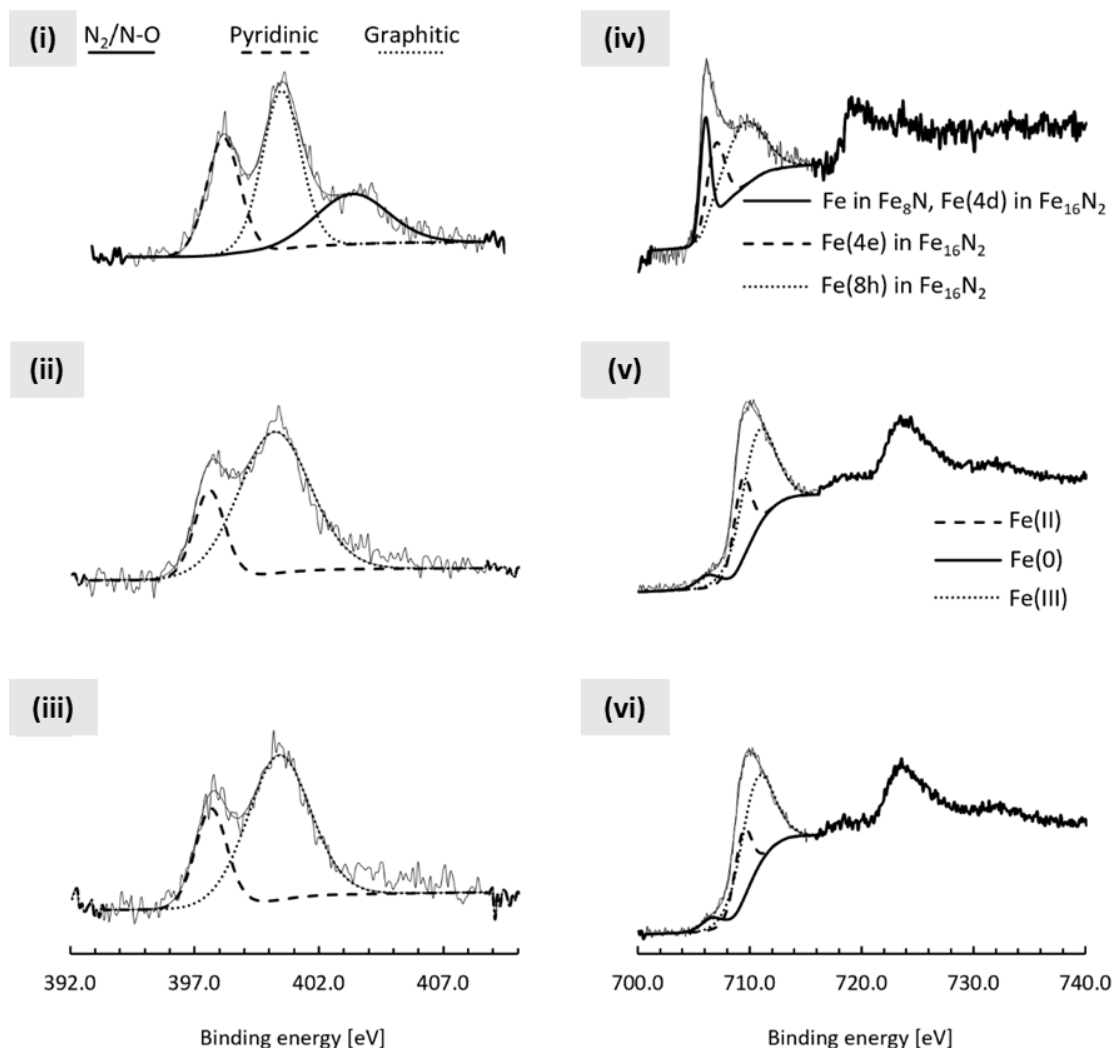 (i) N₂/N-O Pyridinic Graphitic
(iv)
Fe in Fe₈N, Fe(4d) in Fe₁₆N₂
Fe(4e) in Fe₁₆N₂
Fe(8h) in Fe₁₆N₂
(ii)
(v)
Fe(II)
Fe(0)
Fe(III)
(iii)
(vi)
392.0 397.0 402.0 407.0
Binding energy [eV]
700.0 710.0 720.0 730.0 740.0
Binding energy [eV]